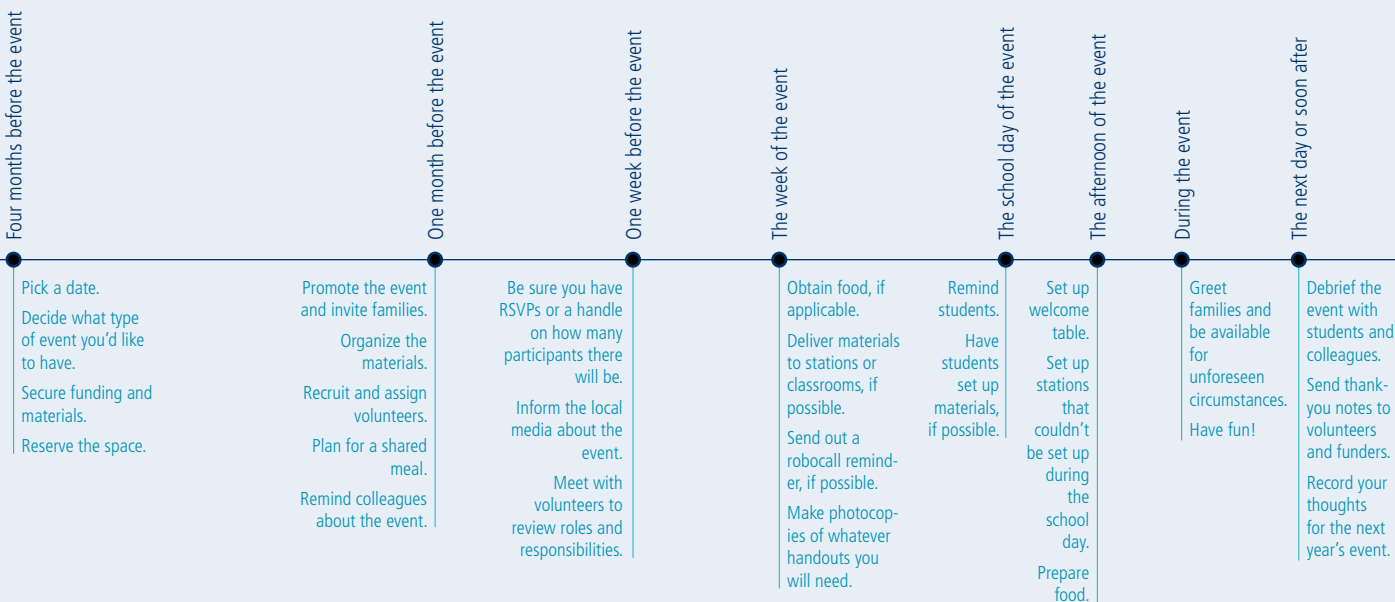 Four months before the event
Pick a date.
Decide what type
of event you’d like
to have.
Secure funding and
materials.
Reserve the space.
One month before the event
Promote the event
and invite families.
Organize the
materials.
Recruit and assign
volunteers.
Plan for a shared
meal.
Remind colleagues
about the event.
One week before the event
Be sure you have
RSVPs or a handle
on how many
participants there
will be.
Inform the local
media about the
event.
Meet with
volunteers to
review roles and
responsibilities.
The week of the event
Obtain food, if
applicable.
Deliver materials
to stations or
classrooms, if
possible.
Send out a
robocall remind-
er, if possible.
Make photocop-
ies of whatever
handouts you
will need.
The school day of the event
Remind
students.
Have
students
set up
materials,
if possible.
The afternoon of the event
Set up
welcome
table.
Set up
stations
that
couldn’t
be set up
during
the
school
day.
Prepare
food.
During the event
Greet
families and
be available
for
unforeseen
circumstances.
Have fun!
The next day or soon after
Debrief the
event with
students and
colleagues.
Send thank-
you notes to
volunteers
and funders.
Record your
thoughts
for the next
year’s event.